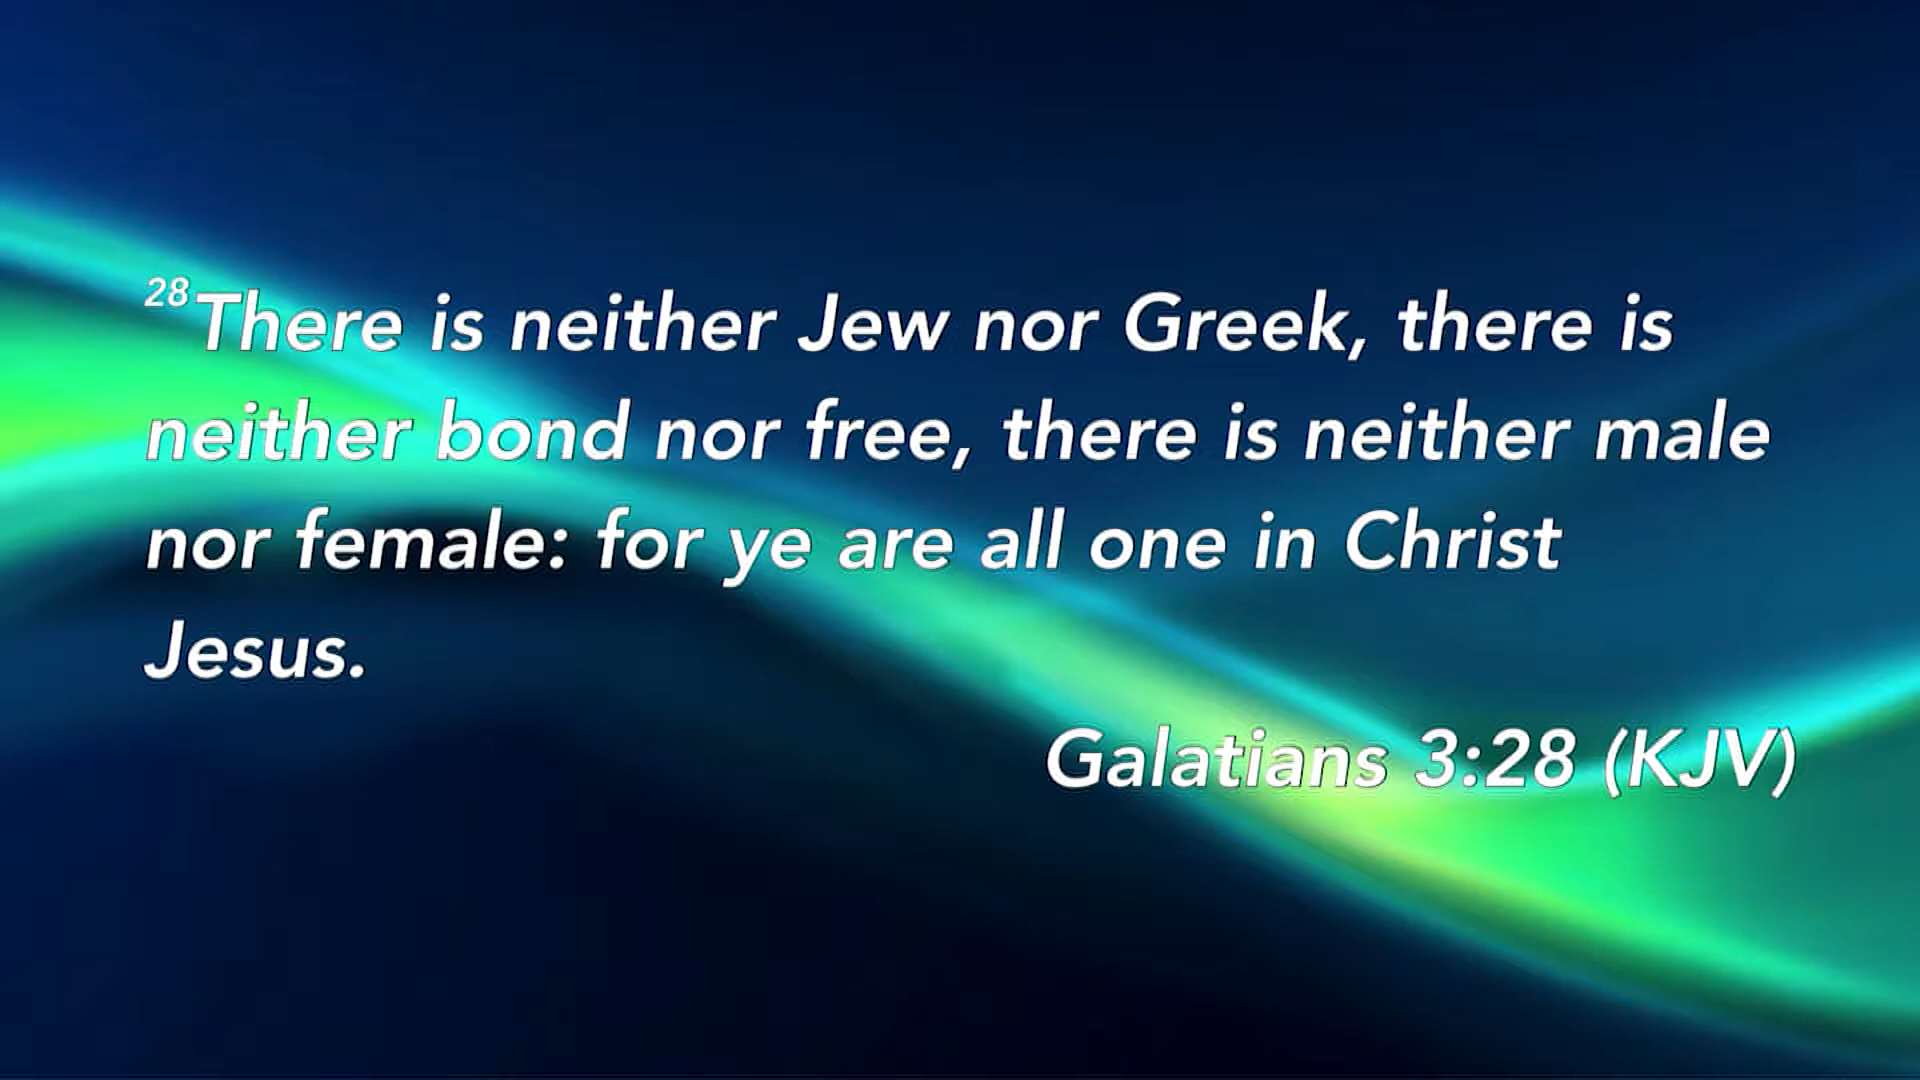 28There is neither Jew nor Greek, there is
neither bond nor free, there is neither male
nor female: for ye are all one in Christ
Jesus.
Galatians 3:28 (KJV)